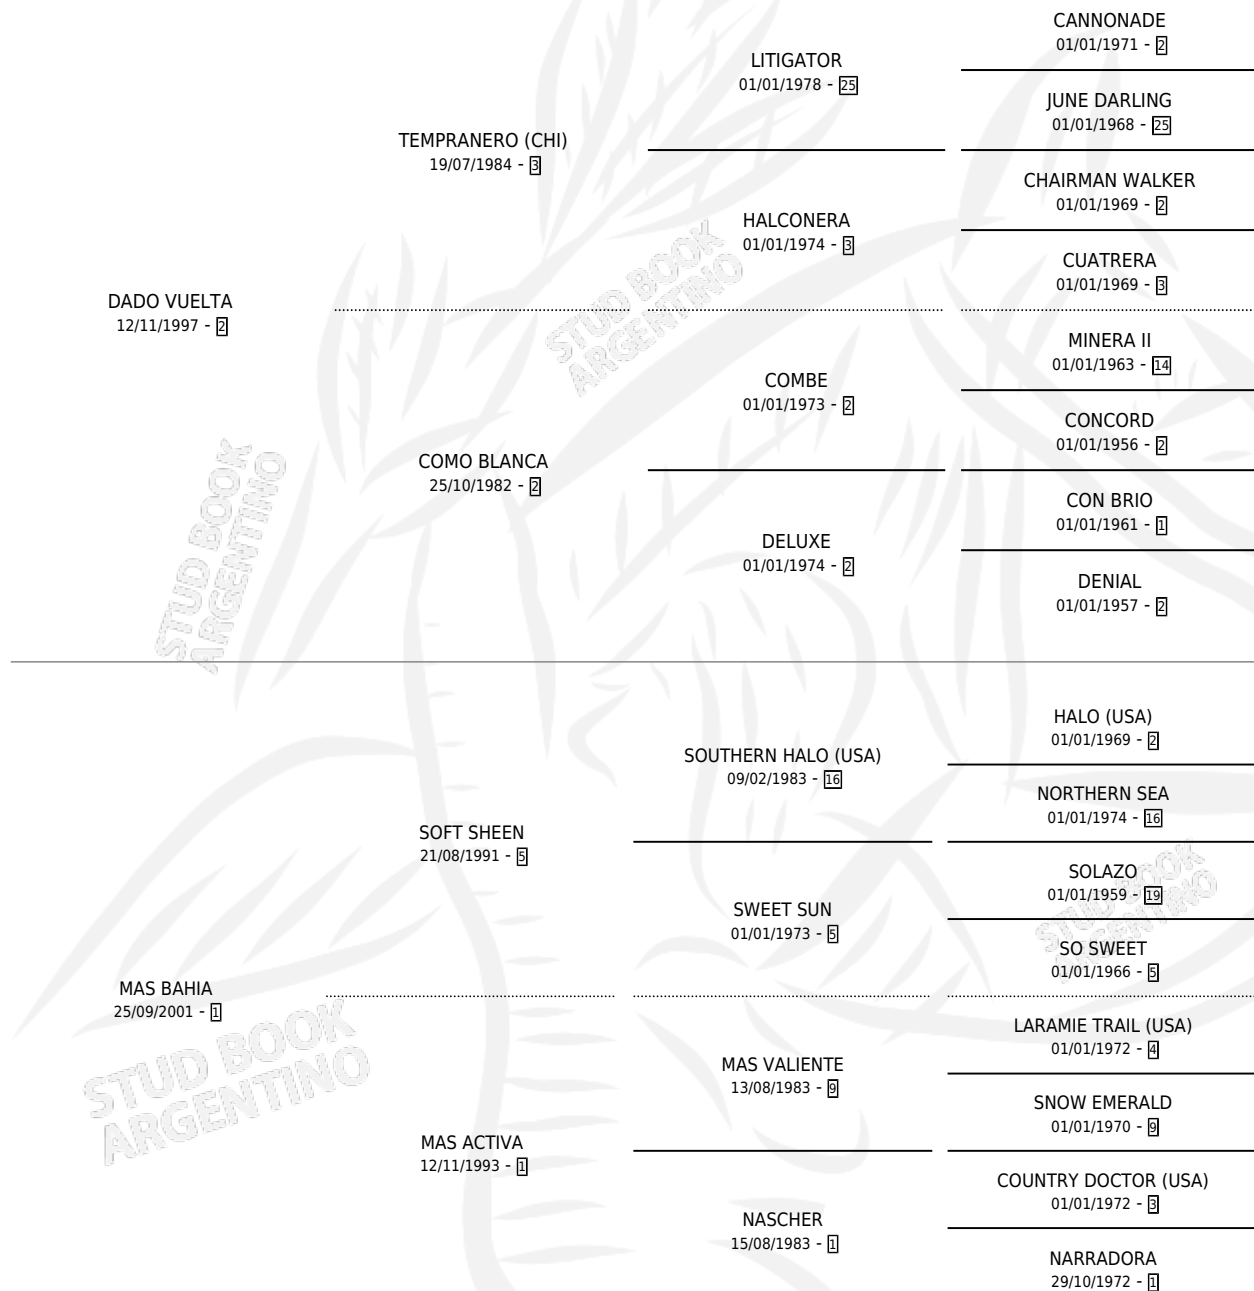 CANNONADE
01/01/1971 - 2
LITIGATOR
01/01/1978 - 25
JUNE DARLING
01/01/1968 - 25
TEMPRANERO (CHI)
19/07/1984 - 3
CHAIRMAN WALKER
01/01/1969 - 2
HALCONERA
01/01/1974 - 3
CUATRERA
01/01/1969 - 3
DADO VUELTA
12/11/1997 - 2
MINERA II
01/01/1963 - 14
COMBE
01/01/1973 - 2
CONCORD
01/01/1956 - 2
COMO BLANCA
25/10/1982 - 2
CON BRIO
01/01/1961 - 1
DELUXE
01/01/1974 - 2
DENIAL
01/01/1957 - 2
HALO (USA)
01/01/1969 - 2
SOUTHERN HALO (USA)
09/02/1983 - 16
NORTHERN SEA
01/01/1974 - 16
SOFT SHEEN
21/08/1991 - 5
SOLAZO
01/01/1959 - 19
SWEET SUN
01/01/1973 - 5
SO SWEET
01/01/1966 - 5
MAS BAHIA
25/09/2001 - 1
LARAMIE TRAIL (USA)
01/01/1972 - 4
MAS VALIENTE
13/08/1983 - 9
SNOW EMERALD
01/01/1970 - 9
MAS ACTIVA
12/11/1993 - 1
COUNTRY DOCTOR (USA)
01/01/1972 - 3
NASCHER
15/08/1983 - 1
NARRADORA
29/10/1972 - 1
STUD BOOK
ARGENTINO
STUD BOOK
ARGENTINO
STUD BOOK
ARGENTINO
STUD BOOK
ARGENTINO